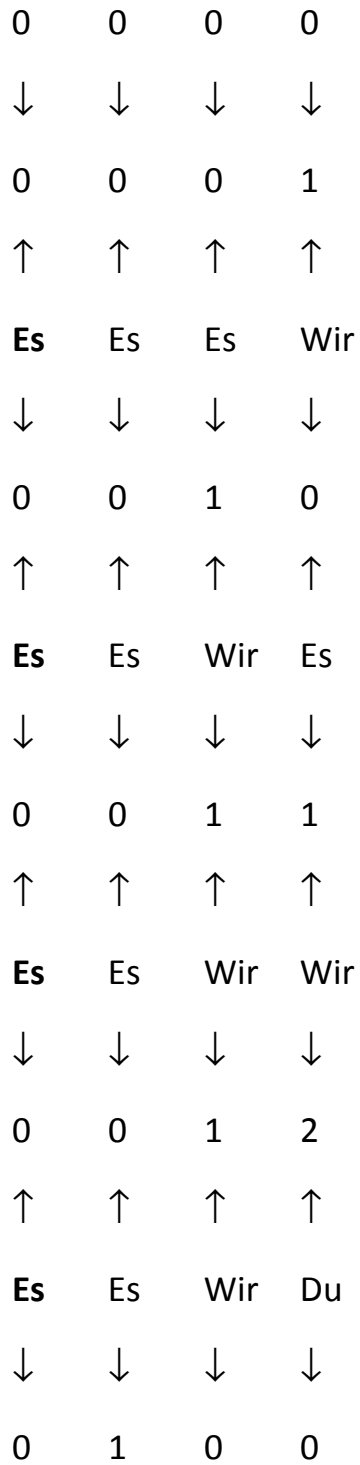 0 0 0 0
↓ ↓ ↓ ↓
0 0 0 1
↑ ↑ ↑ ↑
Es Es Es Wir
↓ ↓ ↓ ↓
0 0 1 0
↑ ↑ ↑ ↑
Es Es Wir Es
↓ ↓ ↓ ↓
0 0 1 1
↑ ↑ ↑ ↑
Es Es Wir Wir
↓ ↓ ↓ ↓
0 0 1 2
↑ ↑ ↑ ↑
Es Es Wir Du
↓ ↓ ↓ ↓
0 1 0 0